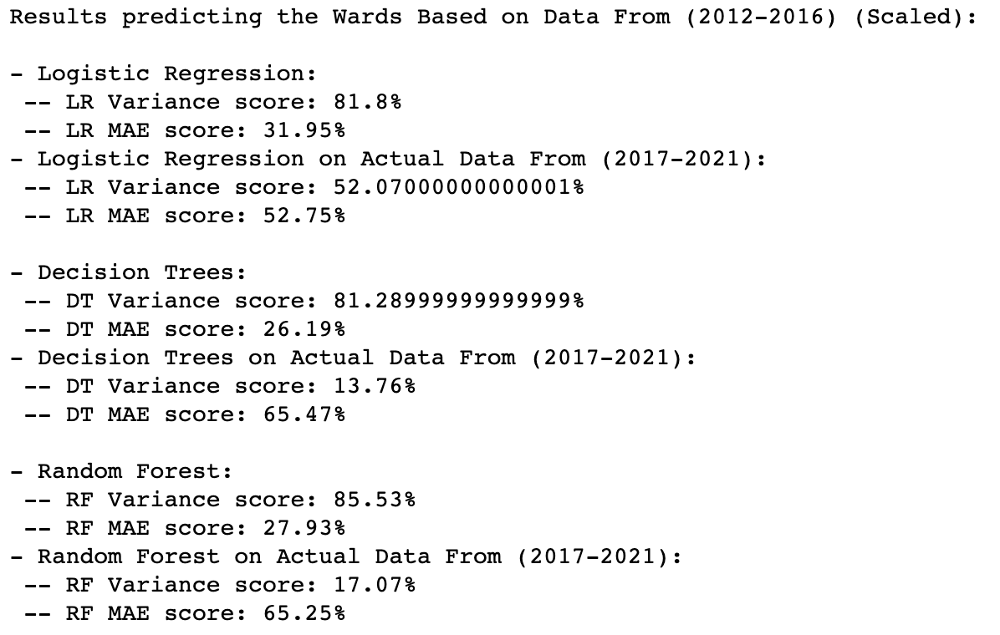 Results predicting the Wards Based on Data From (2012-2016) (Scaled):
- Logistic Regression:
-- LR Variance score: 81.8%
-- LR MAE score: 31.95%
- Logistic Regression on Actual Data From (2017-2021):
-- LR Variance score: 52.07000000000001%
-- LR MAE score: 52.75%
- Decision Trees:
-- DT Variance score: 81.28999999999999%
-- DT MAE score: 26.19%
- Decision Trees on Actual Data From (2017-2021):
-- DT Variance score: 13.76%
-- DT MAE score: 65.47%
- Random Forest:
-- RF Variance score: 85.53%
-- RF MAE score: 27.93%
- Random Forest on Actual Data From (2017-2021):
-- RF Variance score: 17.07%
-- RF MAE score: 65.25%